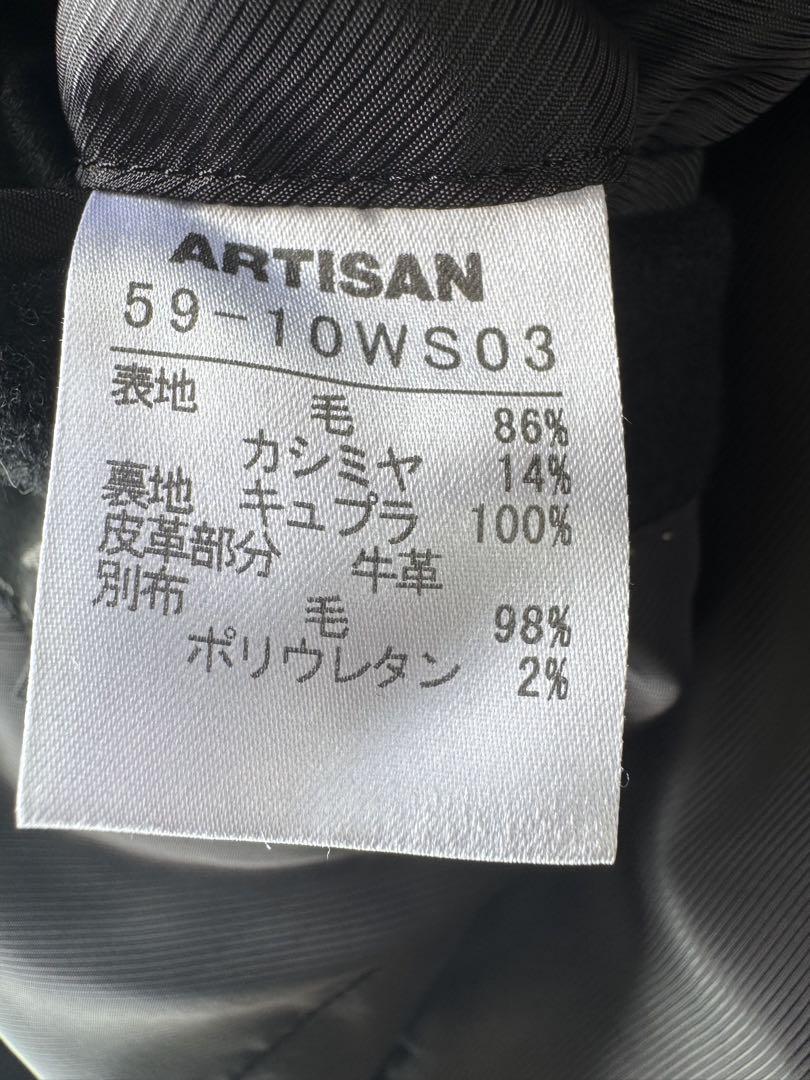 ARTISAN
59-10WS03
表地 毛 86%
カシミヤ 14%
裏地 キュプラ 100%
皮革部分 牛革
別布 毛 98%
ポリウレタン 2%